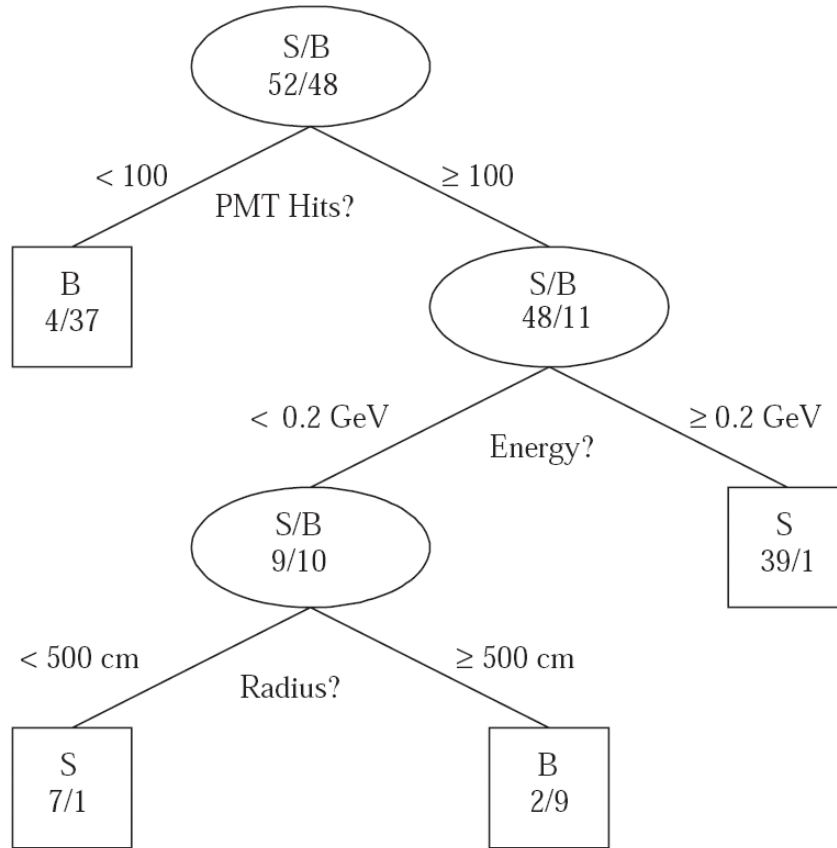 S/B
52/48
< 100
≥ 100
PMT Hits?
B
4/37
S/B
48/11
< 0.2 GeV
≥ 0.2 GeV
Energy?
S/B
9/10
S
39/1
< 500 cm
≥ 500 cm
Radius?
S
7/1
B
2/9